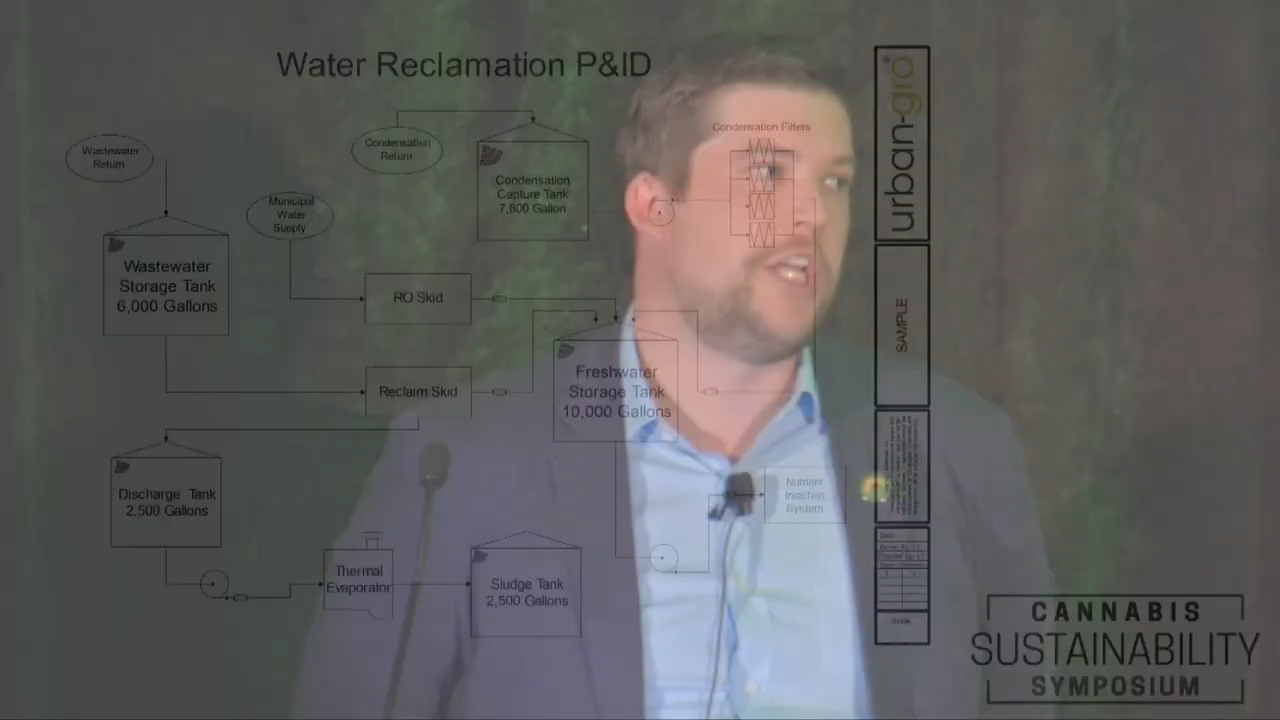 Water Reclamation P&ID
Wastewater
Return
Condensation
Return
Municipal
Water
Supply
Condensation
Capture Tank
7,800 Gallon
Condensation Filters
Wastewater
Storage Tank
6,000 Gallons
RO Skid
Reclaim Skid
Freshwater
Storage Tank
10,000 Gallons
Discharge Tank
2,500 Gallons
Thermal
Evaporator
Sludge Tank
2,500 Gallons
Nutrient
Injection
System
urban-gro
SAMPLE
CANNABIS
SUSTAINABILITY
SYMPOSIUM